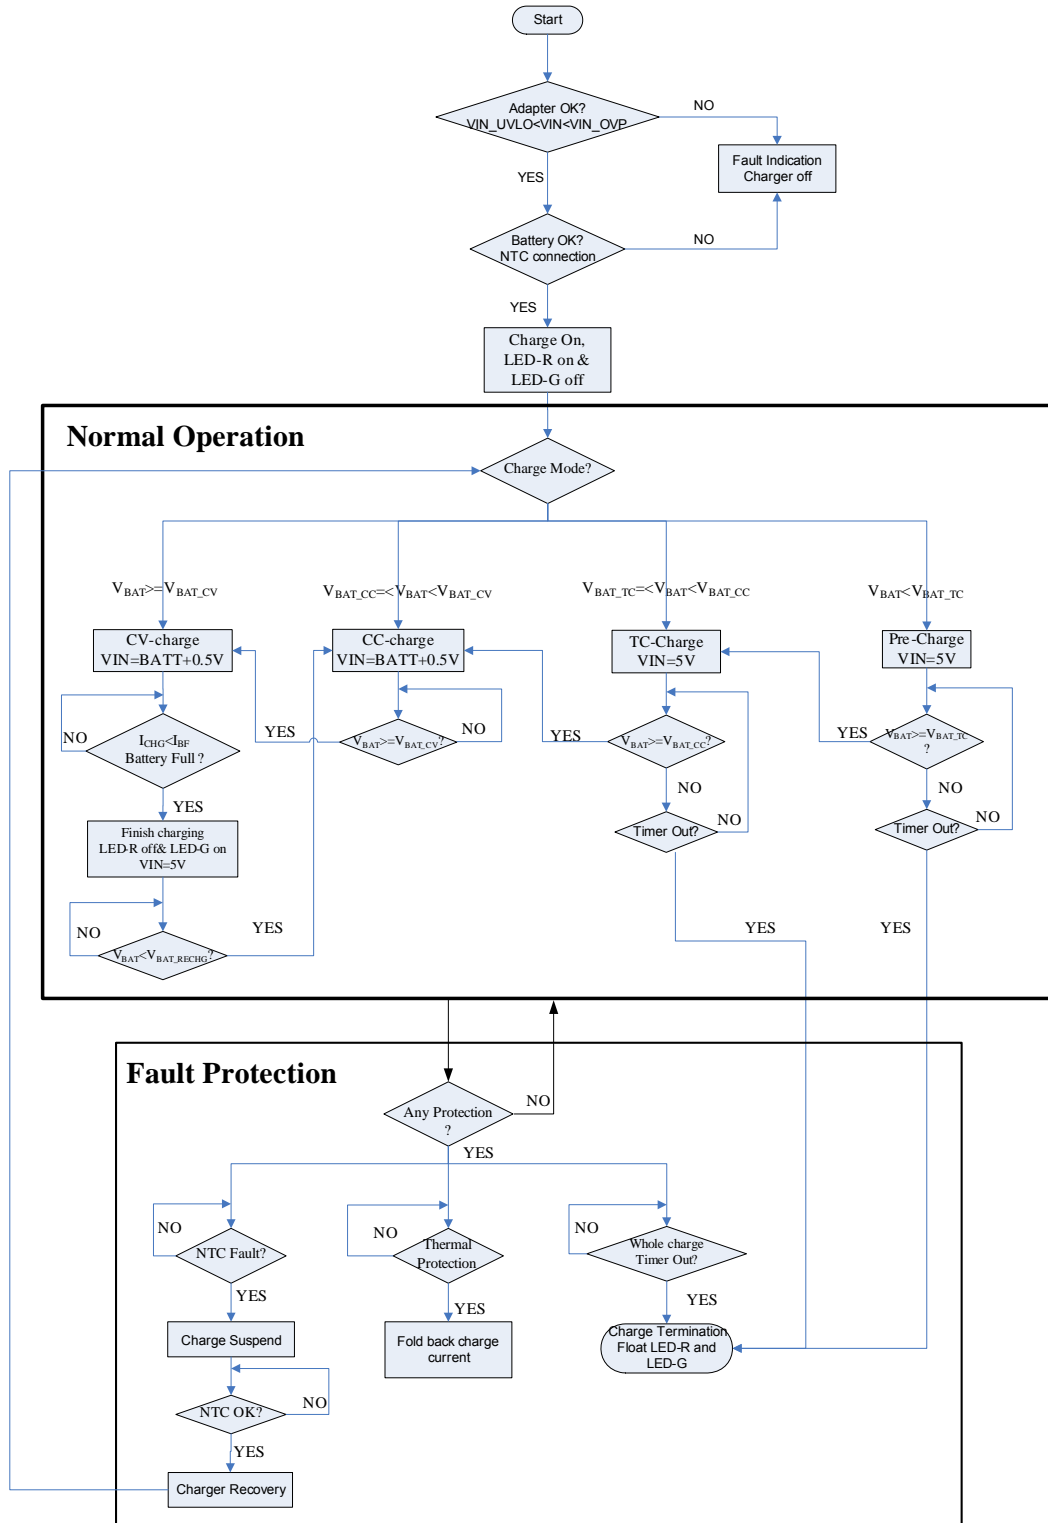 Start
Adapter OK?
VIN_UVLO<VIN<VIN_OVP
NO
Fault Indication
Charger off
YES
Battery OK?
NTC connection
NO
YES
Charge On,
LED-R on &
LED-G off
Normal Operation
Charge Mode?
VBAT>=VBAT_CV
VBAT_CC=<VBAT<VBAT_CV
VBAT_TC=<VBAT<VBAT_CC
VBAT<VBAT_TC
CV-charge
VIN=BATT+0.5V
CC-charge
VIN=BATT+0.5V
TC-Charge
VIN=5V
Pre-Charge
VIN=5V
NO
ICHG<IBF
Battery Full ?
YES
VBAT>=VBAT_CV?
NO
YES
VBAT>=VBAT_CC?
YES
VBAT>=VBAT_TC
?
YES
NO
NO
Finish charging
LED-R off& LED-G on
VIN=5V
Timer Out?
NO
Timer Out?
NO
NO
VBAT<VBAT_RECHG?
YES
YES
YES
Fault Protection
Any Protection
?
NO
YES
NO
NTC Fault?
NO
Thermal
Protection
NO
Whole charge
Timer Out?
YES
YES
YES
Charge Suspend
Fold back charge
current
Charge Termination
Float LED-R and
LED-G
NTC OK?
NO
YES
Charger Recovery